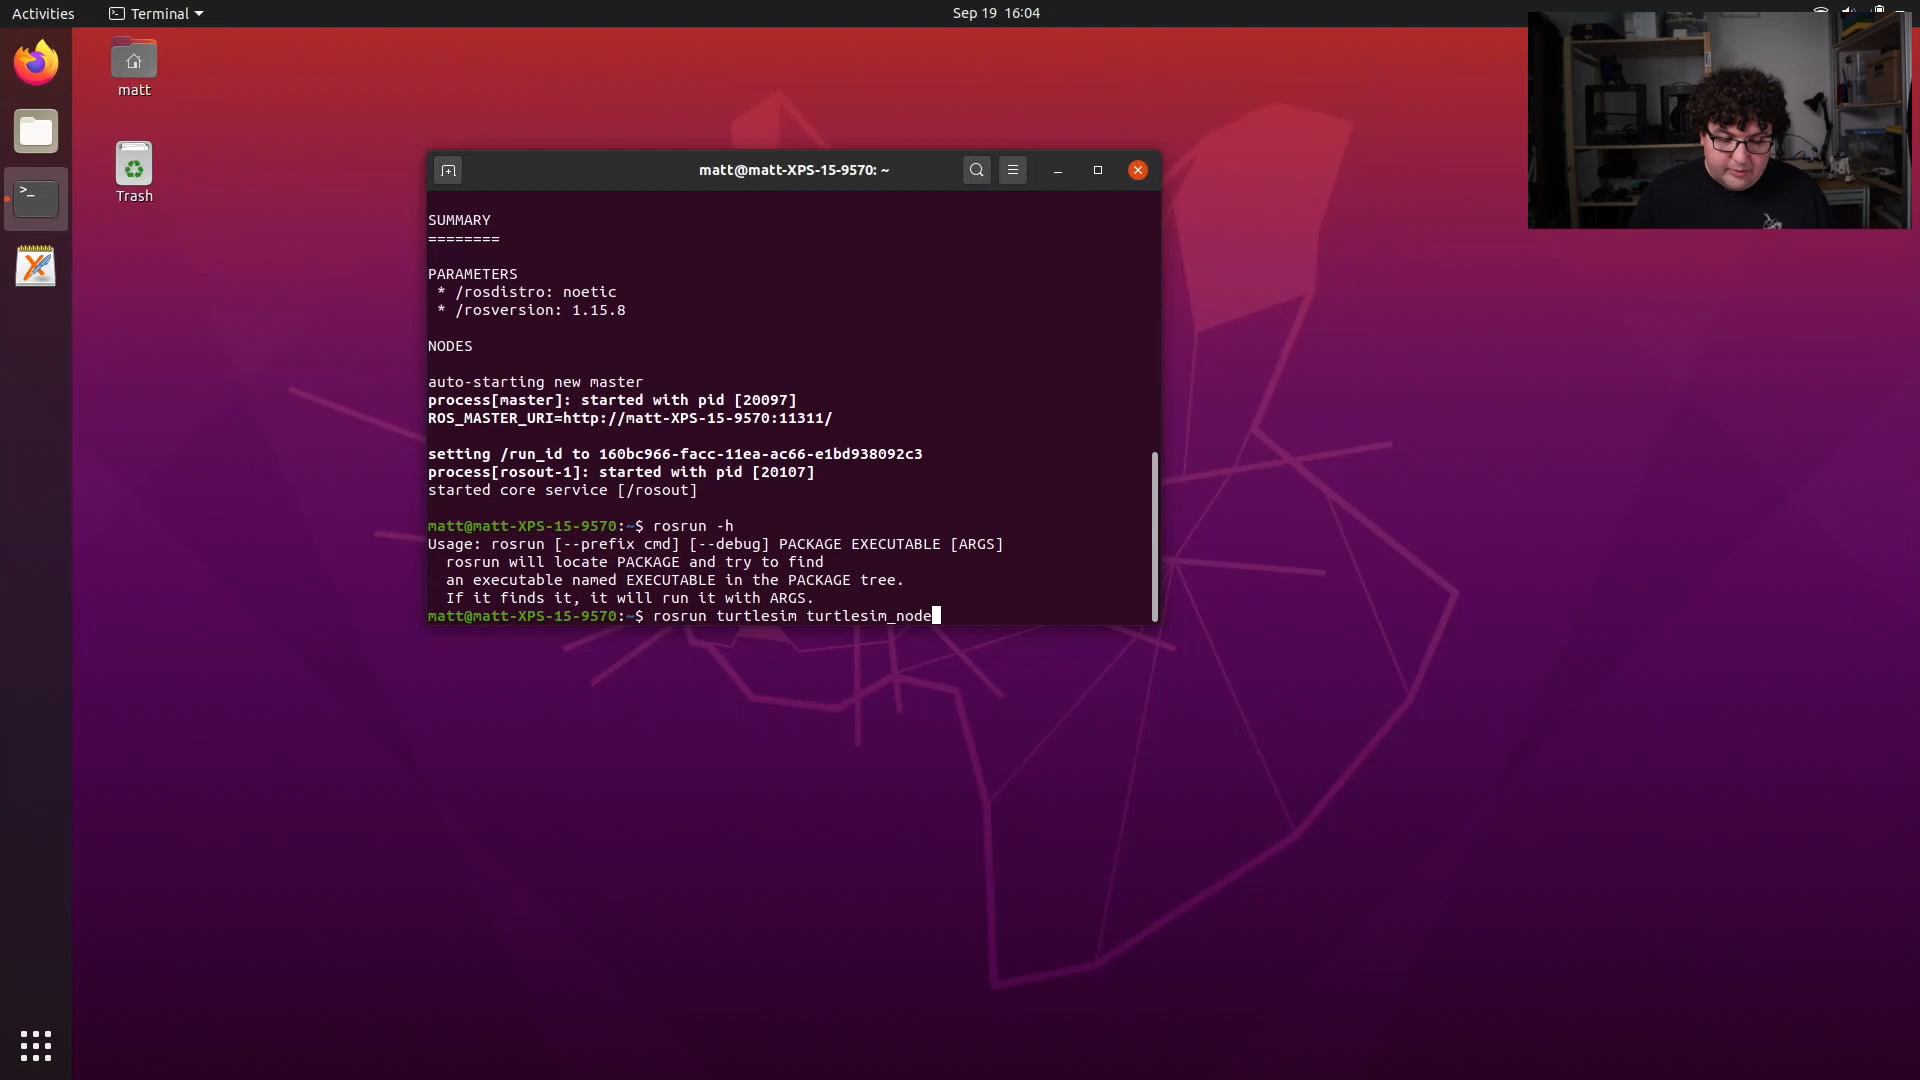 Activities
Terminal
Sep 19 16:04
matt
Trash
matt@matt-XPS-15-9570: ~
SUMMARY
========
PARAMETERS
* /rosdistro: noetic
* /rosversion: 1.15.8
NODES
auto-starting new master
process[master]: started with pid [20097]
ROS_MASTER_URI=http://matt-XPS-15-9570:11311/
setting /run_id to 160bc966-facc-11ea-ac66-e1bd938092c3
process[rosout-1]: started with pid [20107]
started core service [/rosout]
matt@matt-XPS-15-9570:~$ rosrun -h
Usage: rosrun [--prefix cmd] [--debug] PACKAGE EXECUTABLE [ARGS]
rosrun will locate PACKAGE and try to find
an executable named EXECUTABLE in the PACKAGE tree.
If it finds it, it will run it with ARGS.
matt@matt-XPS-15-9570:~$ rosrun turtlesim turtlesim_node